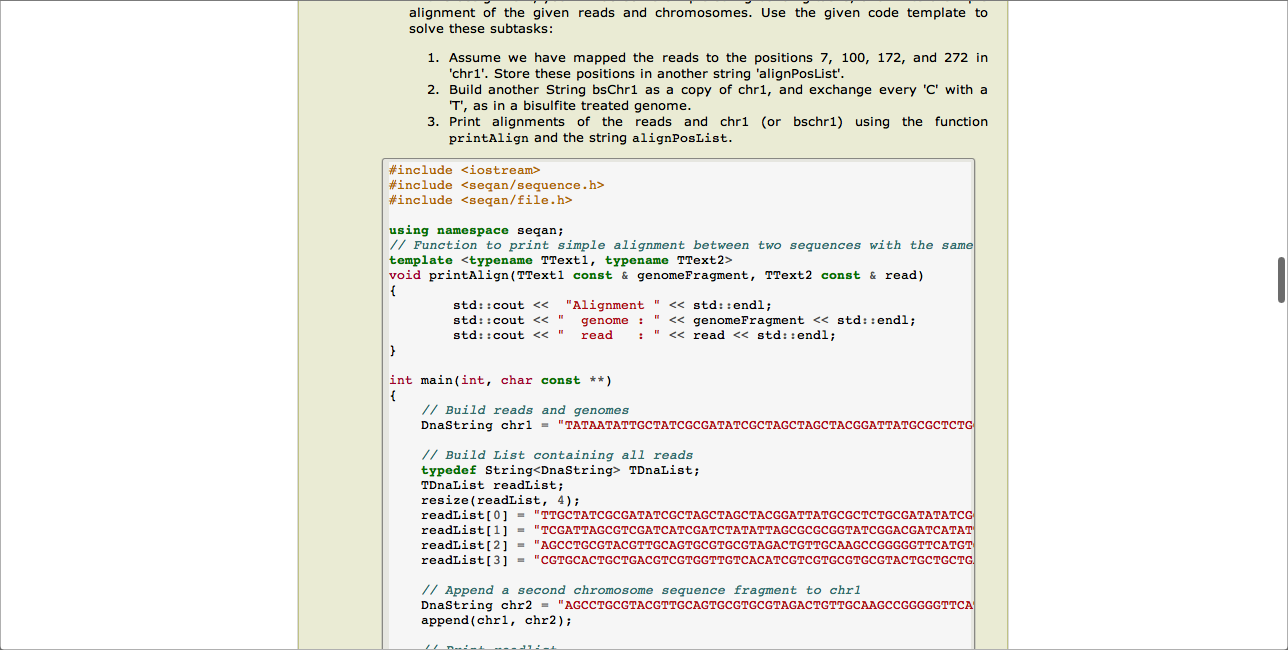 alignment of the given reads and chromosomes. Use the given code template to
solve these subtasks:
1. Assume we have mapped the reads to the positions 7, 100, 172, and 272 in
'chr1'. Store these positions in another string 'alignPosList'.
2. Build another String bsChr1 as a copy of chr1, and exchange every 'C' with a
'T', as in a bisulfite treated genome.
3. Print alignments of the reads and chr1 (or bschr1) using the function
printAlign and the string alignPosList.
#include <iostream>
#include <seqan/sequence.h>
#include <seqan/file.h>
using namespace seqan;
// Function to print simple alignment between two sequences with the same
template <typename TText1, typename TText2>
void printAlign(TText1 const & genomeFragment, TText2 const & read)
{
std::cout << "Alignment " << std::endl;
std::cout << " genome : " << genomeFragment << std::endl;
std::cout << " read : " << read << std::endl;
}
int main(int, char const **)
{
// Build reads and genomes
DnaString chr1 = "TATAATATTGCTATCGCGATATCGCTAGCTAGCTACGGATTATGCGCTCTG
// Build List containing all reads
typedef String<DnaString> TDnaList;
TDnaList readList;
resize(readList, 4);
readList[0] = "TTGCTATCGCGATATCGCTAGCTAGCTACGGATTATGCGCTCTGCGATATATCG
readList[1] = "TCGATTAGCGTCGATCATCGATCTATATTAGCGCGCGGTATCGGACGATCATAT
readList[2] = "AGCCTGCGTACGTTGCAGTGCGTGCGTAGACTGTTGCAAGCCGGGGGTTCATGT
readList[3] = "CGTGCACTGCTGACGTCGTGGTTGTCACATCGTCGTGCGTGCGTACTGCTGCTG
// Append a second chromosome sequence fragment to chr1
DnaString chr2 = "AGCCTGCGTACGTTGCAGTGCGTGCGTAGACTGTTGCAAGCCGGGGGTTCA
append(chr1, chr2);
// Print readlist